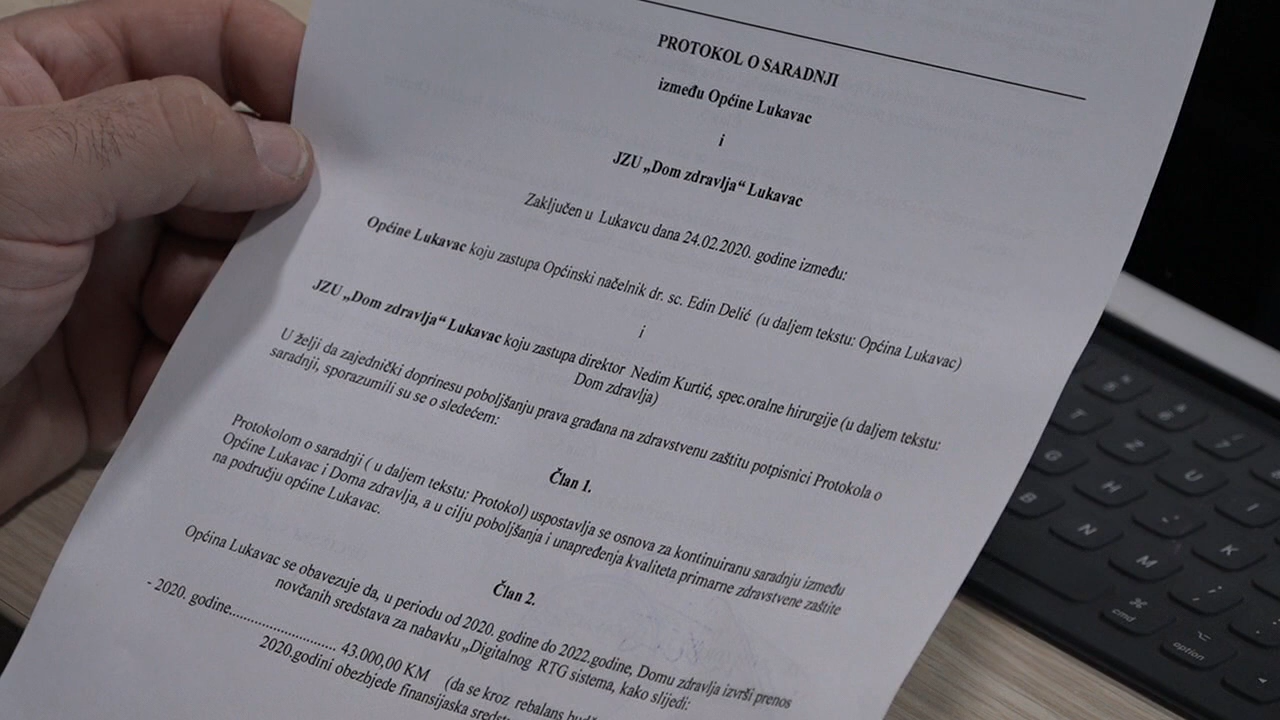 PROTOKOL O SARADNJI
između Općine Lukavac
i
JZU „Dom zdravlja“ Lukavac
Zaključen u Lukavcu dana 24.02.2020. godine između:
Općine Lukavac koju zastupa Općinski načelnik dr. sc. Edin Delić (u daljem tekstu: Općina Lukavac)
i
JZU „Dom zdravlja“ Lukavac koju zastupa direktor Nedim Kurtić, spec.oralne hirurgije (u daljem tekstu:
Dom zdravlja)
U želji da zajednički doprinesu poboljšanju prava građana na zdravstvenu zaštitu potpisnici Protokola o
saradnji, sporazumili su se o sledećem:
Član 1.
Protokolom o saradnji ( u daljem tekstu: Protokol) uspostavlja se osnova za kontinuiranu saradnju između
Općine Lukavac i Doma zdravlja, a u cilju poboljšanja i unapređenja kvaliteta primarne zdravstvene zaštite
na području općine Lukavac.
Član 2.
Općina Lukavac se obavezuje da, u periodu od 2020. godine do 2022.godine, Domu zdravlja izvrši prenos
novčanih sredstava za nabavku „Digitalnog RTG sistema, kako slijedi:
- 2020. godine............................ 43.000,00 KM (da se kroz rebalans
2020.godini obezbjede finansijaska
T
Z
U
I
G
H
K
B
N
M
cmd
option